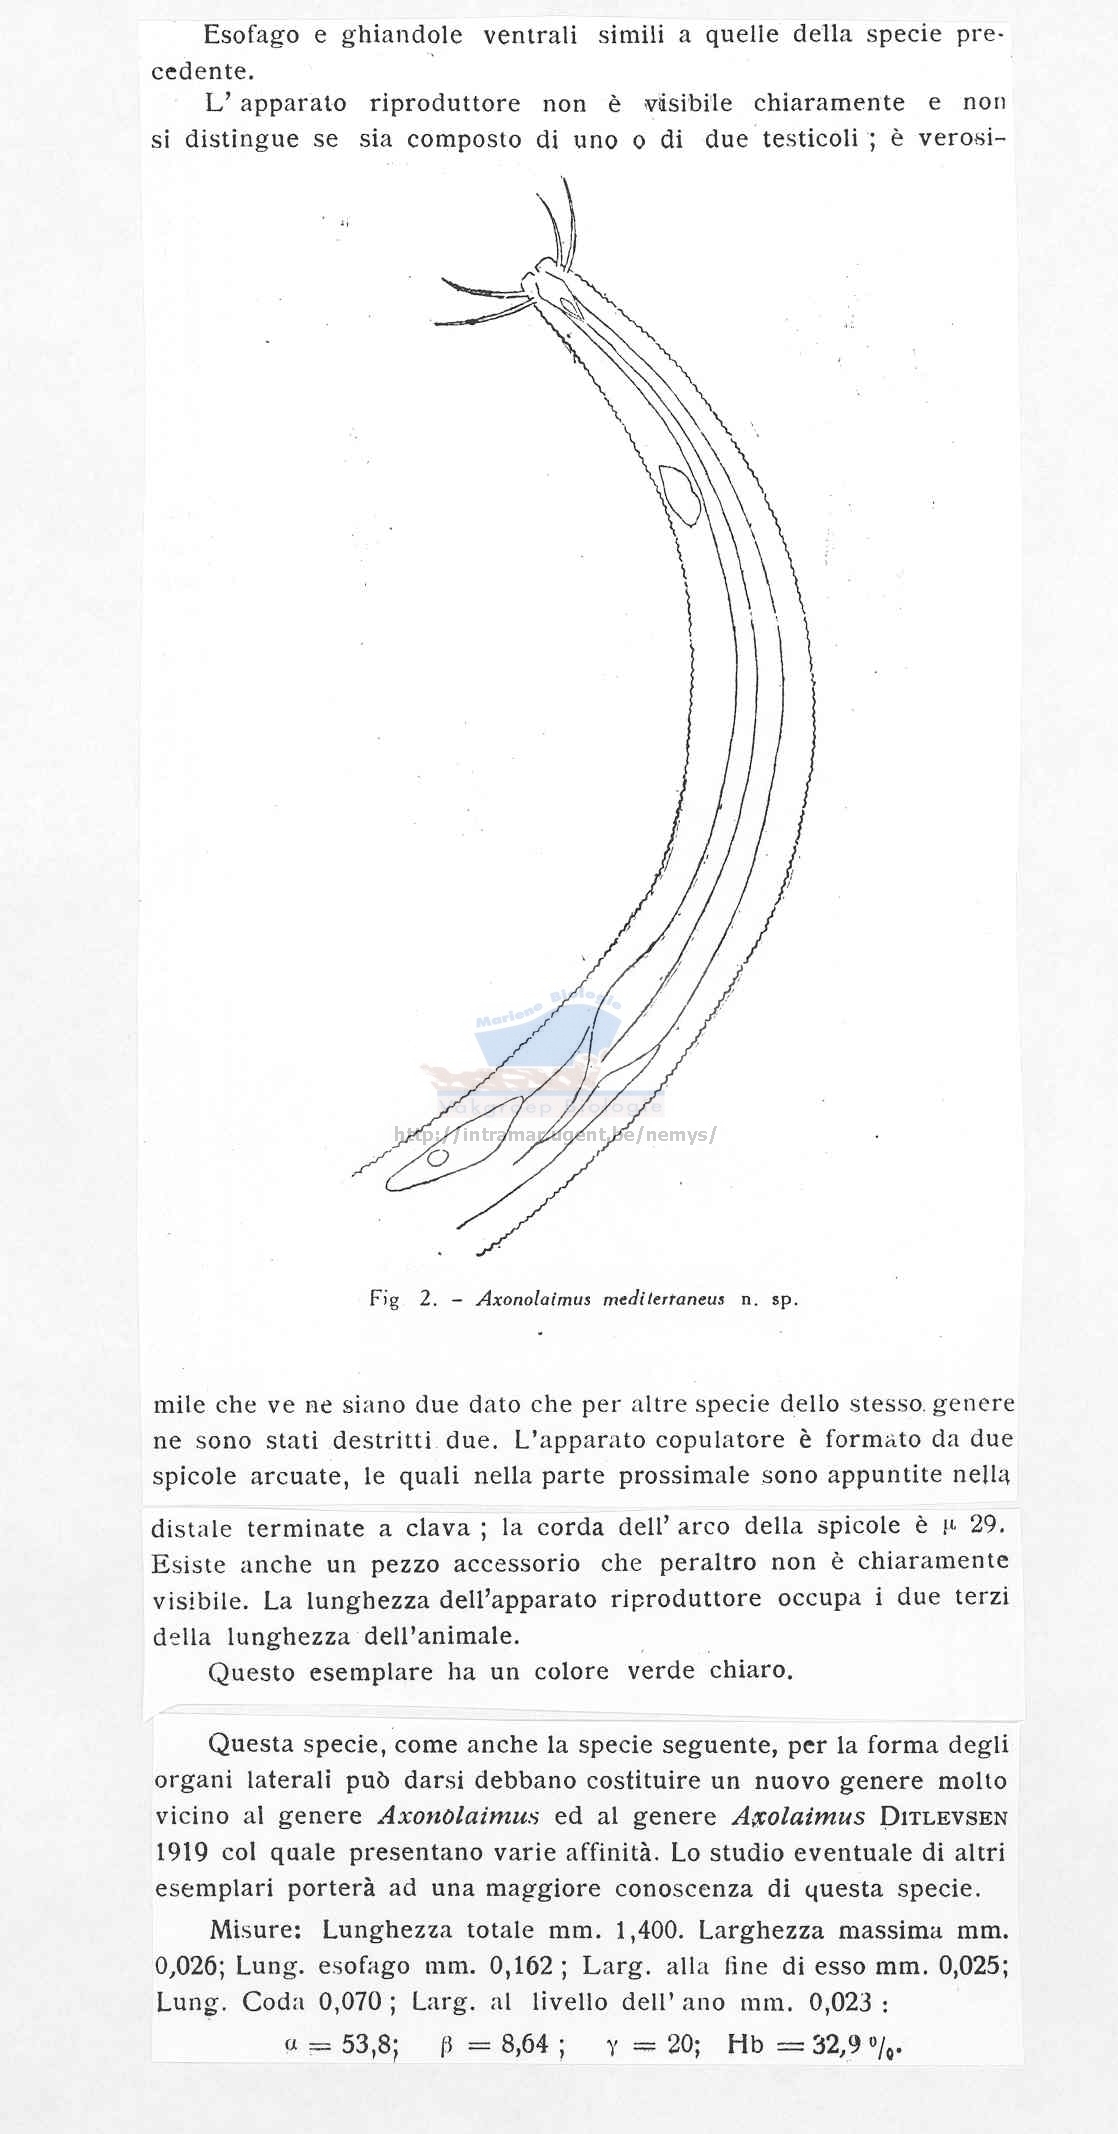 Esofago e ghiandole ventrali simili a quelle della specie pre-
cedente.
L' apparato riproduttore non è visibile chiaramente e non
si distingue se sia composto di uno o di due testicoli ; è verosi-
Mariene Biologie
Vakgroep Biologie
http://intramar.ugent.be/nemys/
Fig 2. – Axonolaimus mediterraneus n. sp.
mile che ve ne siano due dato che per altre specie dello stesso genere
ne sono stati destritti due. L'apparato copulatore è formato da due
spicole arcuate, le quali nella parte prossimale sono appuntite nella
distale terminate a clava ; la corda dell' arco della spicole è µ 29.
Esiste anche un pezzo accessorio che peraltro non è chiaramente
visibile. La lunghezza dell'apparato riproduttore occupa i due terzi
della lunghezza dell'animale.
Questo esemplare ha un colore verde chiaro.
Questa specie, come anche la specie seguente, per la forma degli
organi laterali può darsi debbano costituire un nuovo genere molto
vicino al genere Axonolaimus ed al genere Axolaimus DITLEVSEN
1919 col quale presentano varie affinità. Lo studio eventuale di altri
esemplari porterà ad una maggiore conoscenza di questa specie.
Misure: Lunghezza totale mm. 1,400. Larghezza massima mm.
0,026; Lung. esofago mm. 0,162 ; Larg. alla fine di esso mm. 0,025;
Lung. Coda 0,070 ; Larg. al livello dell' ano mm. 0,023 :
α = 53,8; β = 8,64 ; γ = 20; Hb = 32,9 %.